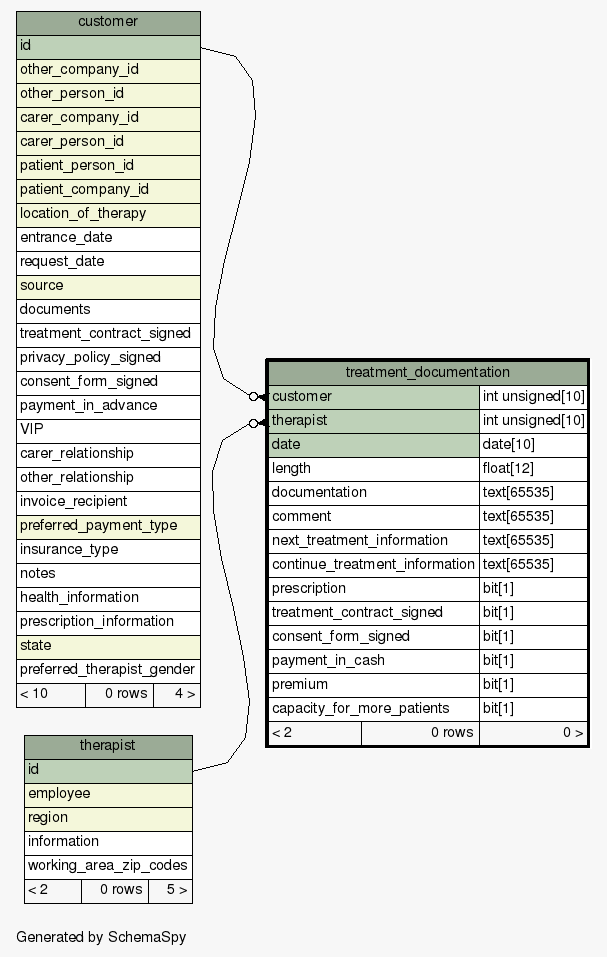 customer
id
other_company_id
other_person_id
carer_company_id
carer_person_id
patient_person_id
patient_company_id
location_of_therapy
entrance_date
request_date
source
documents
treatment_contract_signed
privacy_policy_signed
consent_form_signed
payment_in_advance
VIP
carer_relationship
other_relationship
invoice_recipient
preferred_payment_type
insurance_type
notes
health_information
prescription_information
state
preferred_therapist_gender
< 10 0 rows 4 >
treatment_documentation
customer int unsigned[10]
therapist int unsigned[10]
date date[10]
length float[12]
documentation text[65535]
comment text[65535]
next_treatment_information text[65535]
continue_treatment_information text[65535]
prescription bit[1]
treatment_contract_signed bit[1]
consent_form_signed bit[1]
payment_in_cash bit[1]
premium bit[1]
capacity_for_more_patients bit[1]
< 2 0 rows 0 >
therapist
id
employee
region
information
working_area_zip_codes
< 2 0 rows 5 >
Generated by SchemaSpy